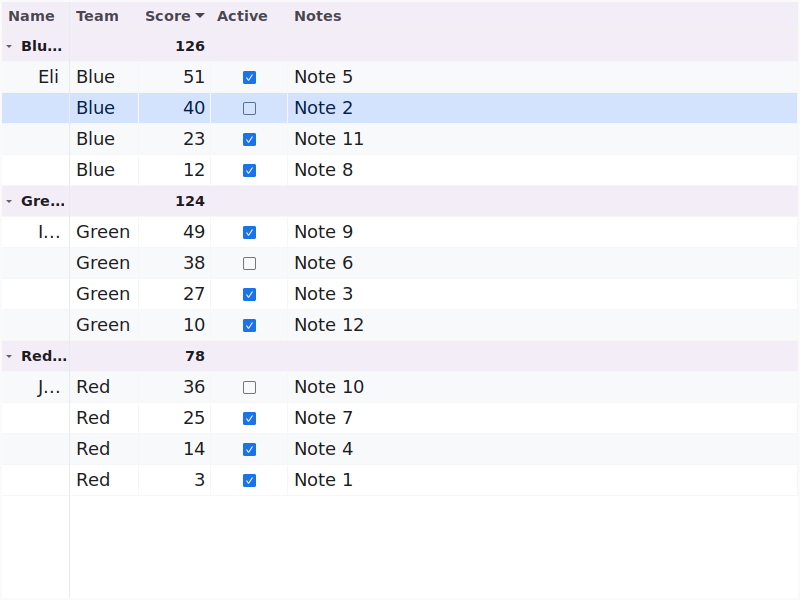 Name Team Score Active Notes
Blu... 126
Eli Blue 51 Note 5
Blue 40 Note 2
Blue 23 Note 11
Blue 12 Note 8
Gre... 124
I... Green 49 Note 9
Green 38 Note 6
Green 27 Note 3
Green 10 Note 12
Red... 78
J... Red 36 Note 10
Red 25 Note 7
Red 14 Note 4
Red 3 Note 1